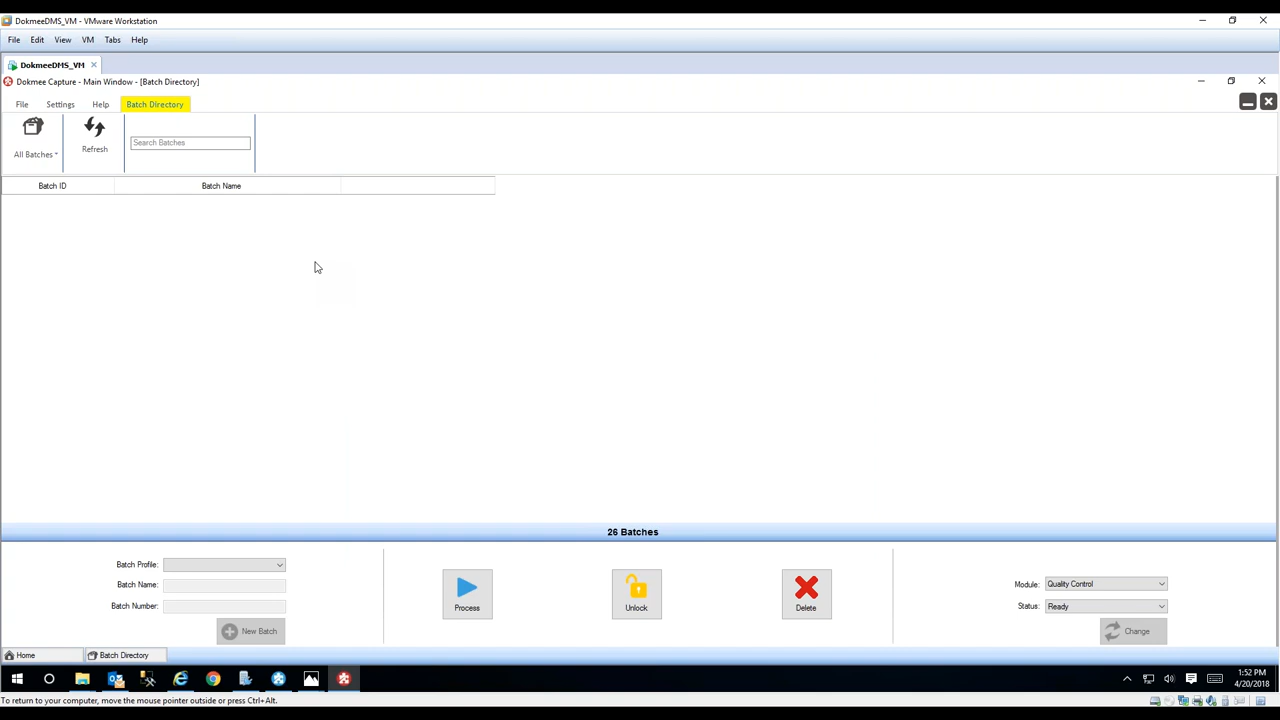 DokmeeDMS_VM - VMware Workstation
File Edit View VM Tabs Help
DokmeeDMS_VM
Dokmee Capture - Main Window - [Batch Directory]
File Settings Help Batch Directory
All Batches Refresh Search Batches
Batch ID Batch Name
26 Batches
Batch Profile:
Batch Name:
Batch Number:
New Batch
Process
Unlock
Delete
Module: Quality Control
Status: Ready
Change
Home Batch Directory
1:52 PM
4/20/2018
To return to your computer, move the mouse pointer outside or press Ctrl+Alt.